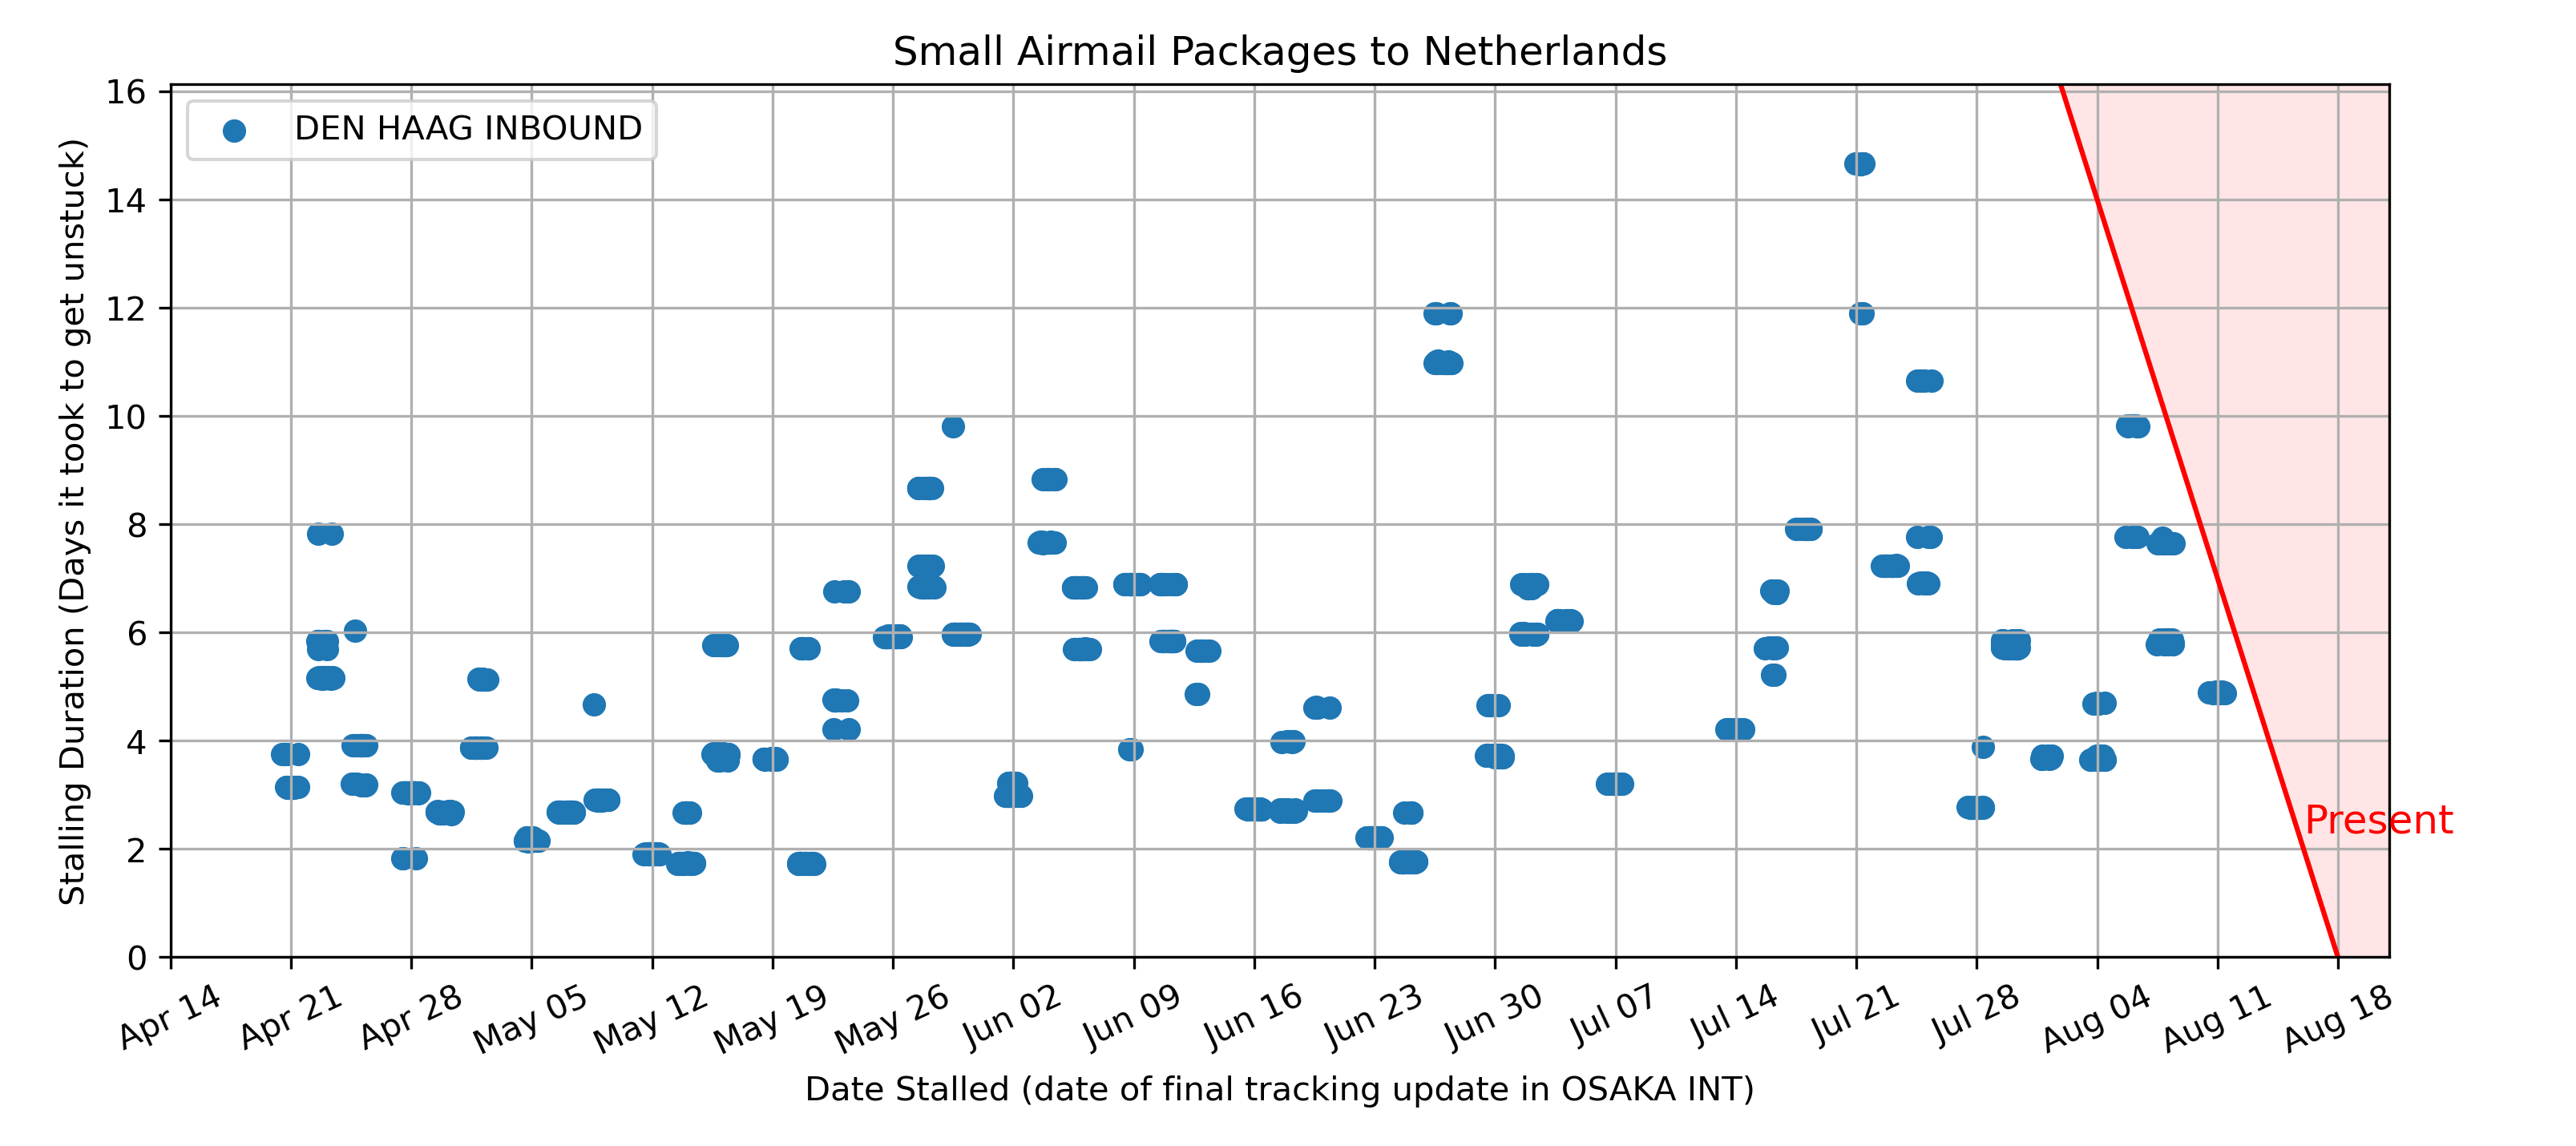 Small Airmail Packages to Netherlands
DEN HAAG INBOUND
Stalling Duration (Days it took to get unstuck)
16
14
12
10
8
6
4
2
0
Present
Apr 14
Apr 21
Apr 28
May 05
May 12
May 19
May 26
Jun 02
Jun 09
Jun 16
Jun 23
Jun 30
Jul 07
Jul 14
Jul 21
Jul 28
Aug 04
Aug 11
Aug 18
Date Stalled (date of final tracking update in OSAKA INT)